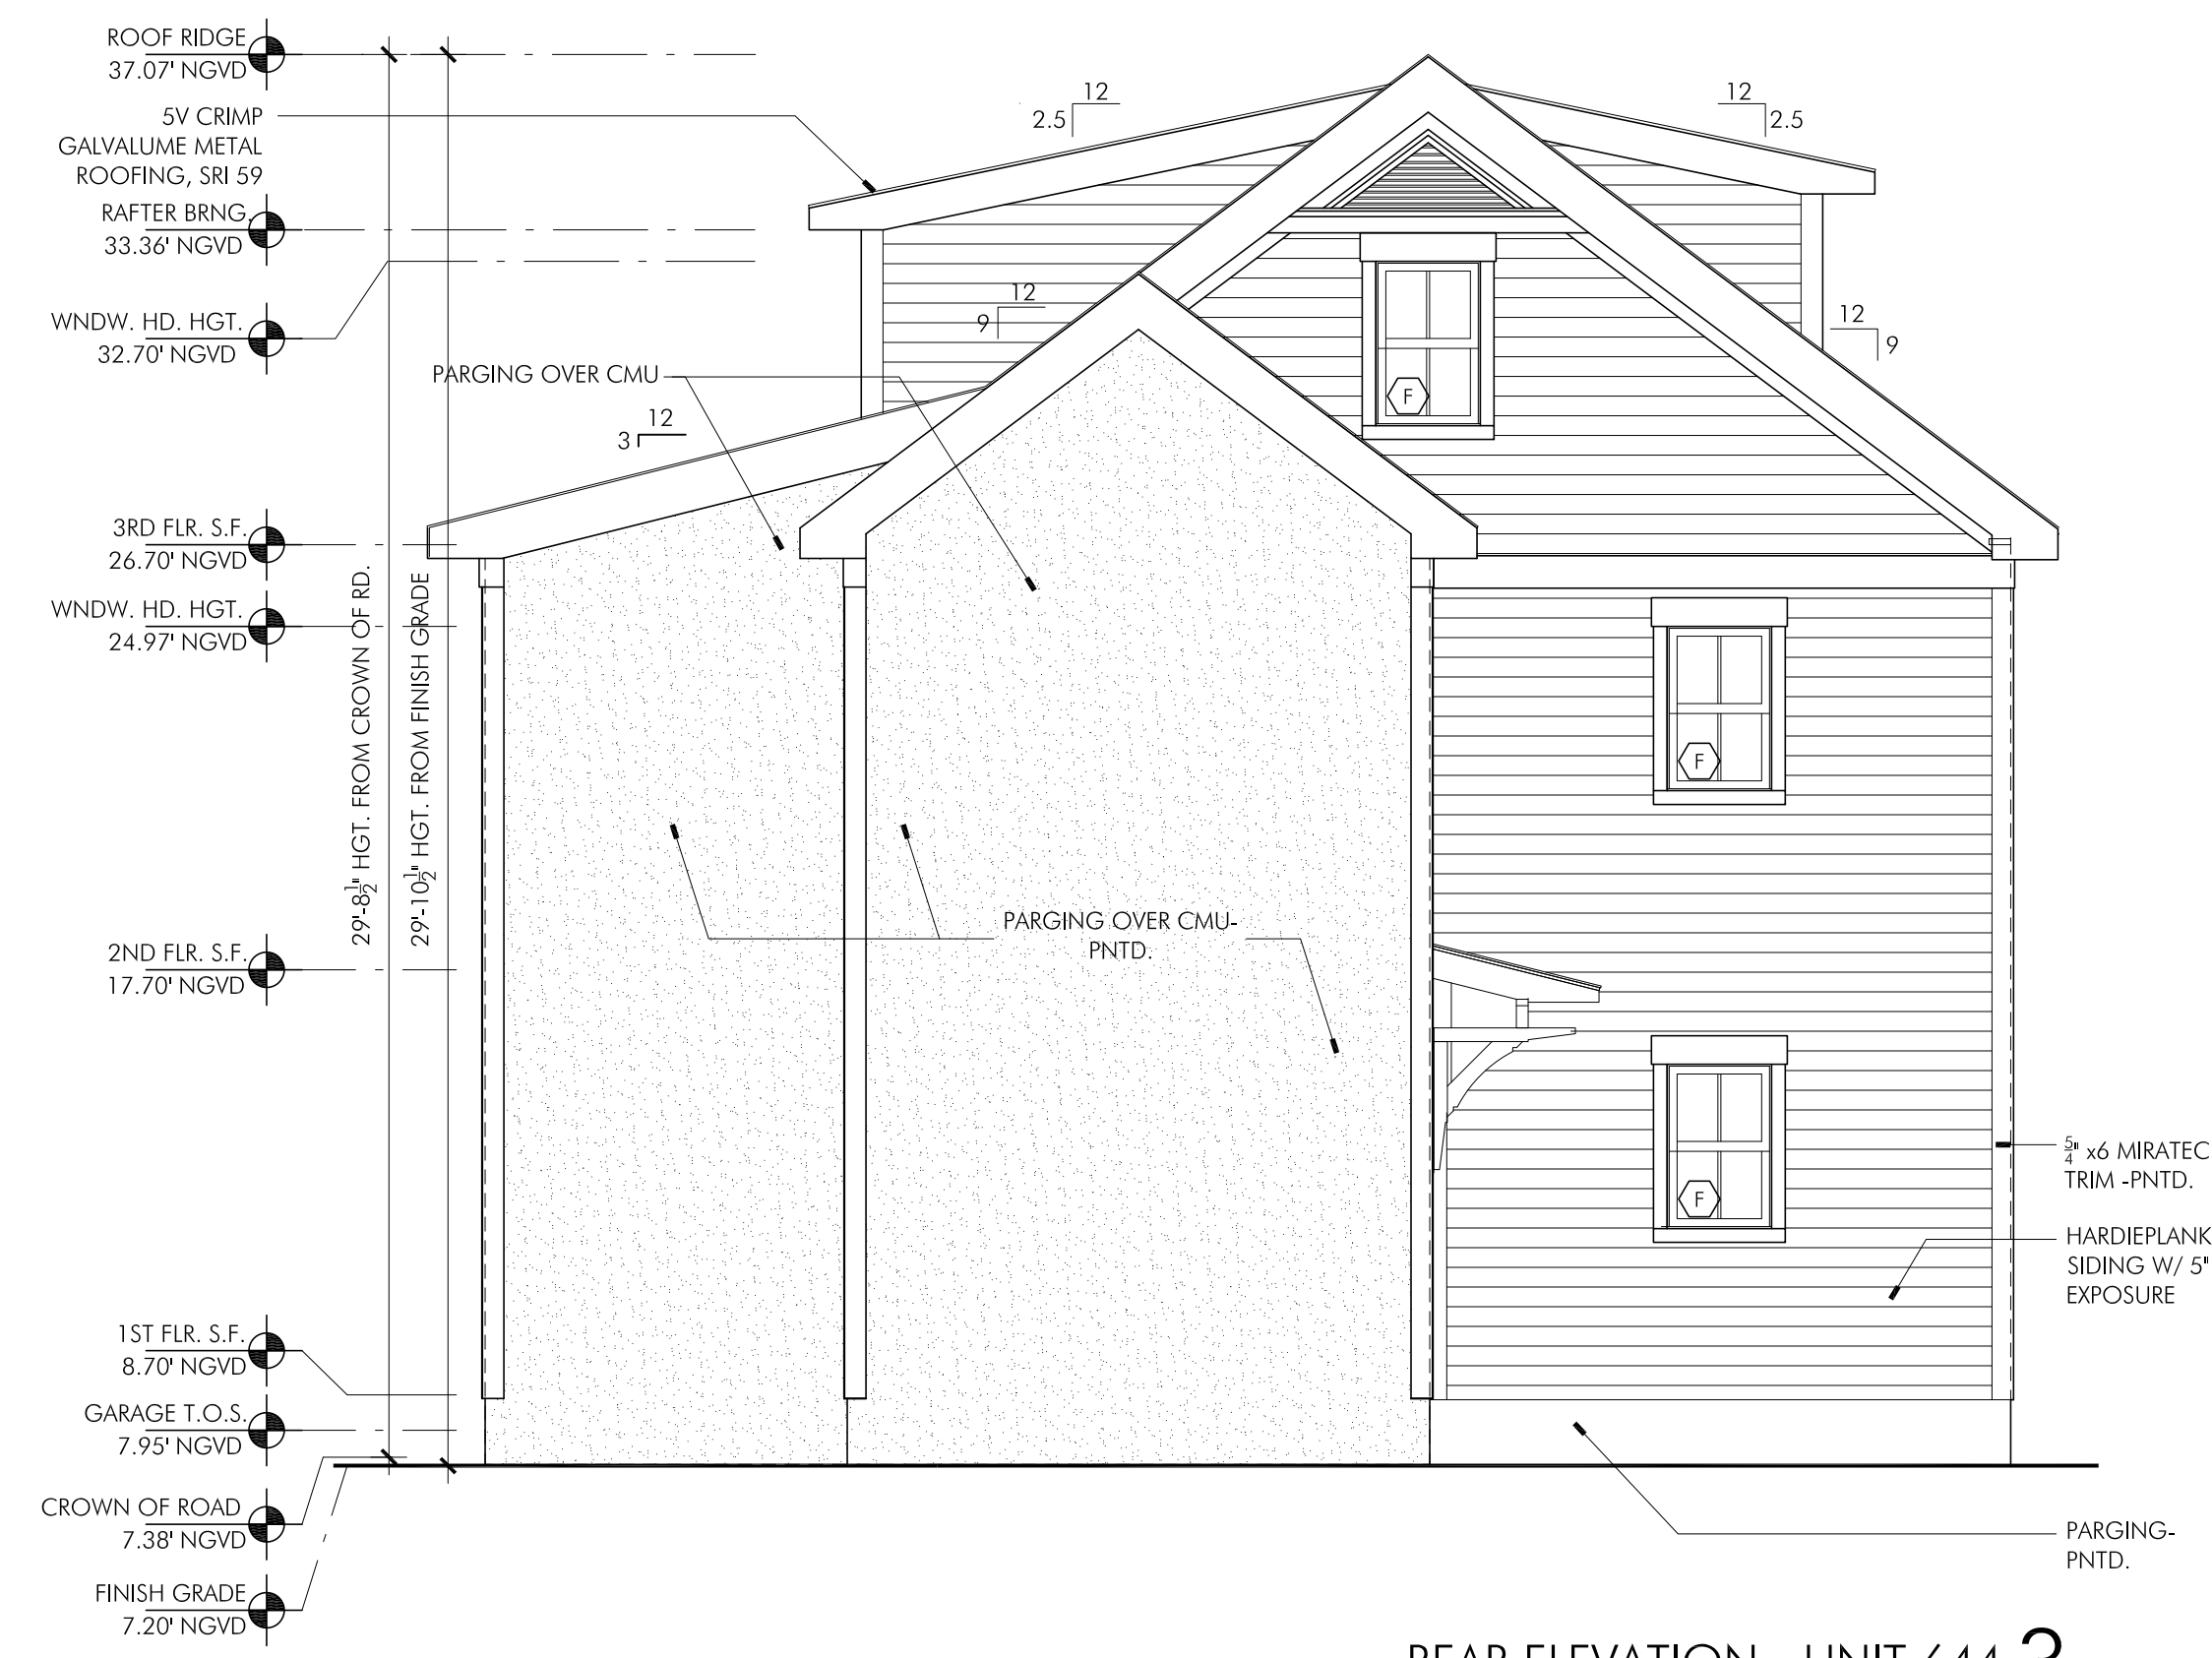 ROOF RIDGE
37.07' NGVD
5V CRIMP
GALVALUME METAL
ROOFING, SRI 59
RAFTER BRNG.
33.36' NGVD
WNDW. HD. HGT.
32.70' NGVD
3RD FLR. S.F.
26.70' NGVD
WNDW. HD. HGT.
24.97' NGVD
2ND FLR. S.F.
17.70' NGVD
1ST FLR. S.F.
8.70' NGVD
GARAGE T.O.S.
7.95' NGVD
CROWN OF ROAD
7.38' NGVD
FINISH GRADE
7.20' NGVD
29'-8½" HGT. FROM CROWN OF RD.
29'-10½" HGT. FROM FINISH GRADE
12
2.5
12
2.5
12
9
12
9
PARGING OVER CMU
12
3
F
F
PARGING OVER CMU-
PNTD.
F
5/4" x6 MIRATEC
TRIM -PNTD.
HARDIEPLANK
SIDING W/ 5"
EXPOSURE
PARGING-
PNTD.
REAR ELEVATION - UNIT 644 3